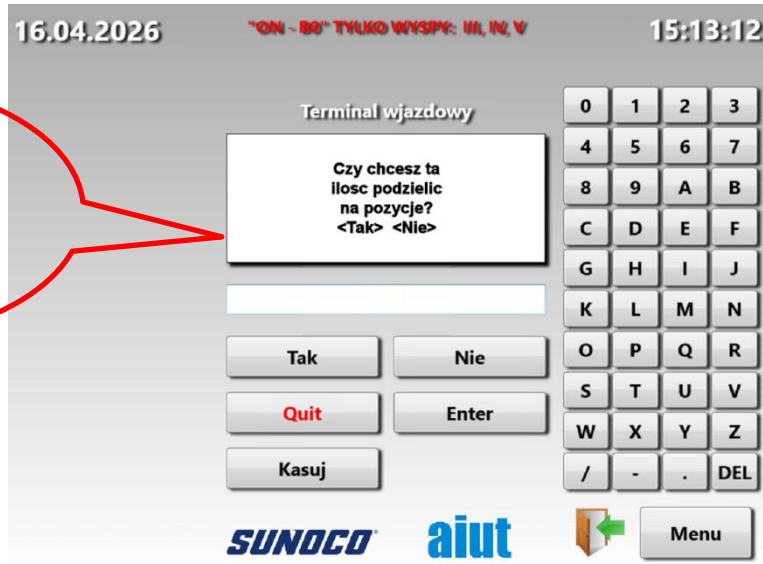 16.04.2026
"ON - B0" TYLKO WYSPY: III, IV, V
15:13:12
Terminal wjazdowy
Czy chcesz ta
ilosc podzielic
na pozycje?
<Tak> <Nie>
Tak
Nie
Quit
Enter
Kasuj
0 1 2 3
4 5 6 7
8 9 A B
C D E F
G H I J
K L M N
O P Q R
S T U V
W X Y Z
/ - . DEL
SUNOCO
aiut
Menu